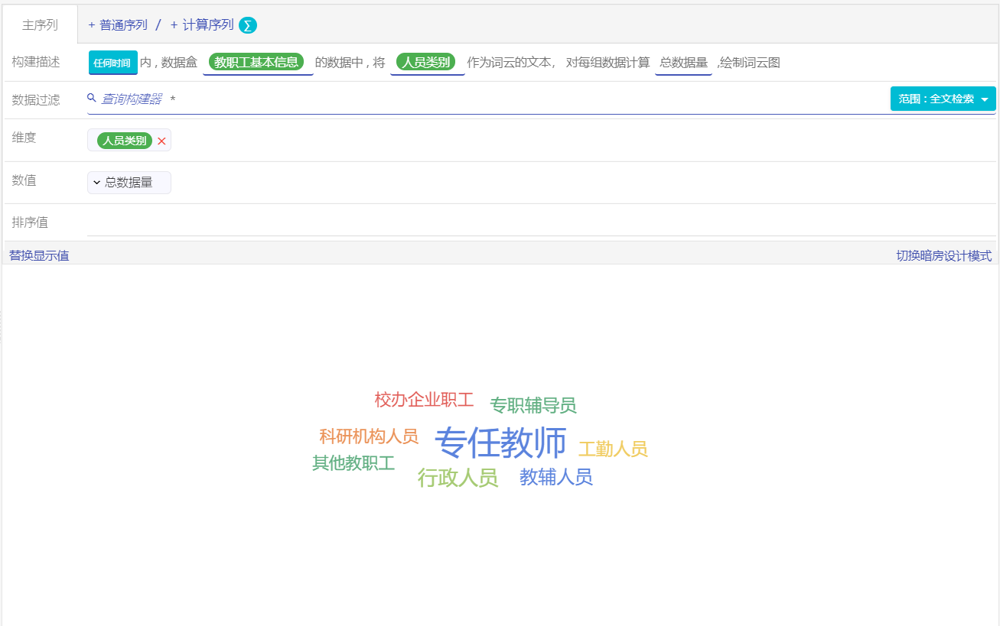 主序列 + 普通序列 / + 计算序列 ∑
构建描述 任何时间 内 , 数据盒 教职工基本信息 的数据中 , 将 人员类别 作为词云的文本, 对每组数据计算 总数据量 ,绘制词云图
数据过滤 查询构建器 * 范围 : 全文检索
维度 人员类别
数值 总数据量
排序值
替换显示值 切换暗房设计模式
校办企业职工 专职辅导员
科研机构人员 专任教师 工勤人员
其他教职工 行政人员 教辅人员